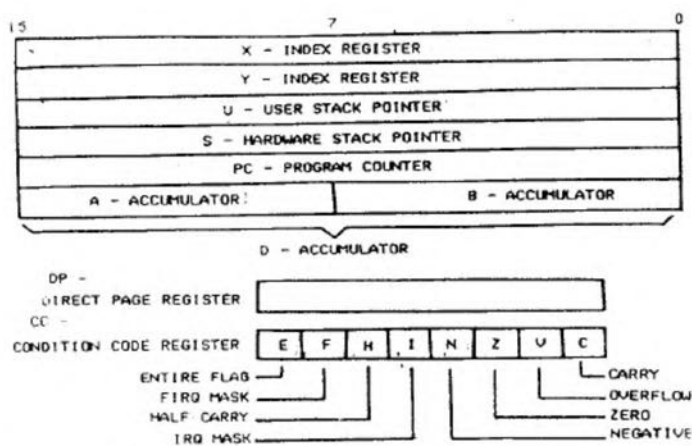 15 7 0
X - INDEX REGISTER
Y - INDEX REGISTER
U - USER STACK POINTER
S - HARDWARE STACK POINTER
PC - PROGRAM COUNTER
A - ACCUMULATOR B - ACCUMULATOR
D - ACCUMULATOR
DP -
DIRECT PAGE REGISTER
CC -
CONDITION CODE REGISTER E F H I N Z V C
ENTIRE FLAG CARRY
FIRQ MASK OVERFLOW
HALF CARRY ZERO
IRQ MASK NEGATIVE